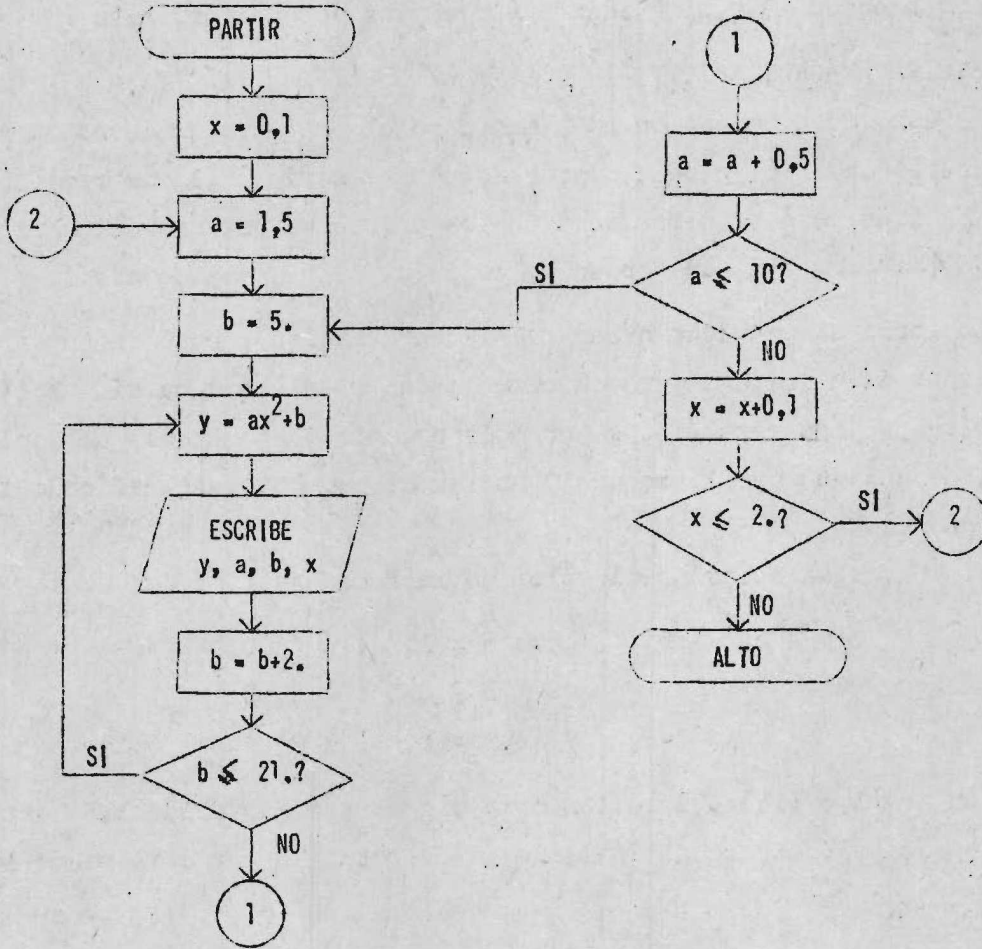 PARTIR
x = 0,1
2
a = 1,5
b = 5.
y = ax²+b
ESCRIBE
y, a, b, x
b = b+2.
b ≤ 21.?
SI
NO
1
1
a = a + 0,5
a ≤ 10?
SI
NO
x = x+0,1
x ≤ 2.?
SI
2
NO
ALTO